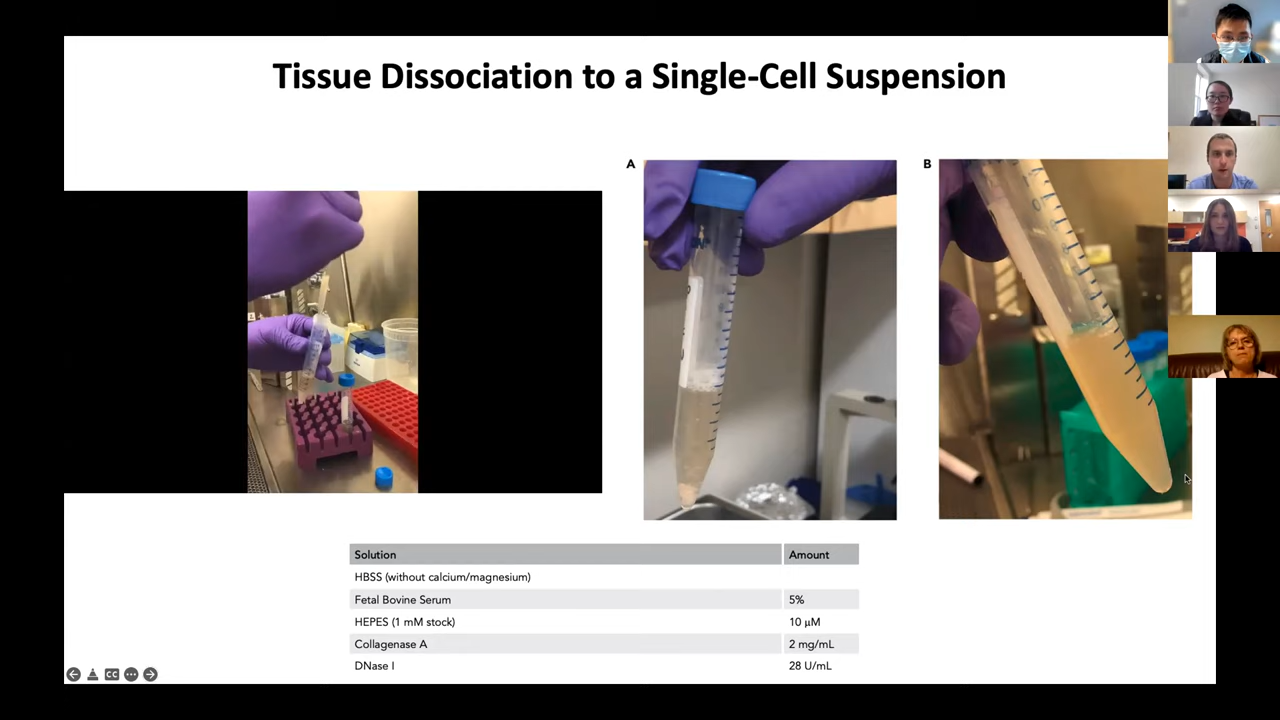 Tissue Dissociation to a Single-Cell Suspension
A
B
Solution Amount
HBSS (without calcium/magnesium)
Fetal Bovine Serum 5%
HEPES (1 mM stock) 10 µM
Collagenase A 2 mg/mL
DNase I 28 U/mL
CC